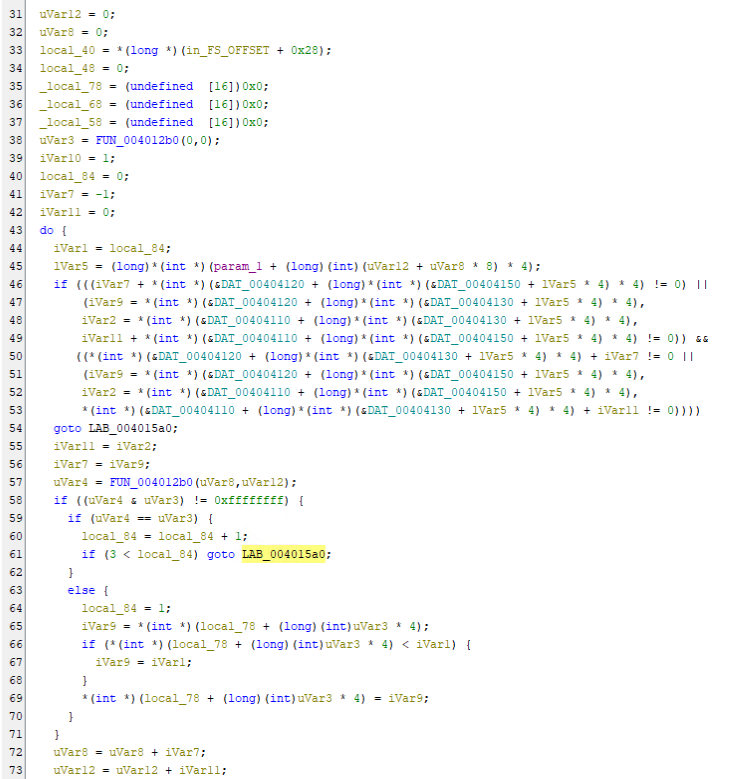 31 uVar12 = 0;
32 uVar8 = 0;
33 local_40 = *(long *)(in_FS_OFFSET + 0x28);
34 local_48 = 0;
35 _local_78 = (undefined  [16])0x0;
36 _local_68 = (undefined  [16])0x0;
37 _local_58 = (undefined  [16])0x0;
38 uVar3 = FUN_004012b0(0,0);
39 iVar10 = 1;
40 local_84 = 0;
41 iVar7 = -1;
42 iVar11 = 0;
43 do {
44 iVar1 = local_84;
45 lVar5 = (long)*(int *)(param_1 + (long)(int)(uVar12 + uVar8 * 8) * 4);
46 if (((iVar7 + *(int *)(&DAT_00404120 + (long)*(int *)(&DAT_00404150 + lVar5 * 4) * 4) != 0) ||
47 (iVar9 = *(int *)(&DAT_00404120 + (long)*(int *)(&DAT_00404130 + lVar5 * 4) * 4),
48 iVar2 = *(int *)(&DAT_00404110 + (long)*(int *)(&DAT_00404130 + lVar5 * 4) * 4),
49 iVar11 + *(int *)(&DAT_00404110 + (long)*(int *)(&DAT_00404150 + lVar5 * 4) * 4) != 0)) &&
50 ((*(int *)(&DAT_00404120 + (long)*(int *)(&DAT_00404130 + lVar5 * 4) * 4) + iVar7 != 0 ||
51 (iVar9 = *(int *)(&DAT_00404120 + (long)*(int *)(&DAT_00404150 + lVar5 * 4) * 4),
52 iVar2 = *(int *)(&DAT_00404110 + (long)*(int *)(&DAT_00404150 + lVar5 * 4) * 4),
53 *(int *)(&DAT_00404110 + (long)*(int *)(&DAT_00404130 + lVar5 * 4) * 4) + iVar11 != 0))))
54 goto LAB_004015a0;
55 iVar11 = iVar2;
56 iVar7 = iVar9;
57 uVar4 = FUN_004012b0(uVar8,uVar12);
58 if ((uVar4 & uVar3) != 0xffffffff) {
59 if (uVar4 == uVar3) {
60 local_84 = local_84 + 1;
61 if (3 < local_84) goto LAB_004015a0;
62 }
63 else {
64 local_84 = 1;
65 iVar9 = *(int *)(local_78 + (long)(int)uVar3 * 4);
66 if (*(int *)(local_78 + (long)(int)uVar3 * 4) < iVar1) {
67 iVar9 = iVar1;
68 }
69 *(int *)(local_78 + (long)(int)uVar3 * 4) = iVar9;
70 }
71 }
72 uVar8 = uVar8 + iVar7;
73 uVar12 = uVar12 + iVar11;